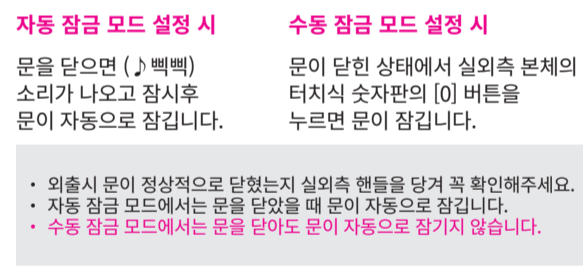 자동 잠금 모드 설정 시
문을 닫으면 (♪삑삑)
소리가 나오고 잠시후
문이 자동으로 잠깁니다.
수동 잠금 모드 설정 시
문이 닫힌 상태에서 실외측 본체의
터치식 숫자판의 [0] 버튼을
누르면 문이 잠깁니다.
• 외출시 문이 정상적으로 닫혔는지 실외측 핸들을 당겨 꼭 확인해주세요.
• 자동 잠금 모드에서는 문을 닫았을 때 문이 자동으로 잠깁니다.
• 수동 잠금 모드에서는 문을 닫아도 문이 자동으로 잠기지 않습니다.